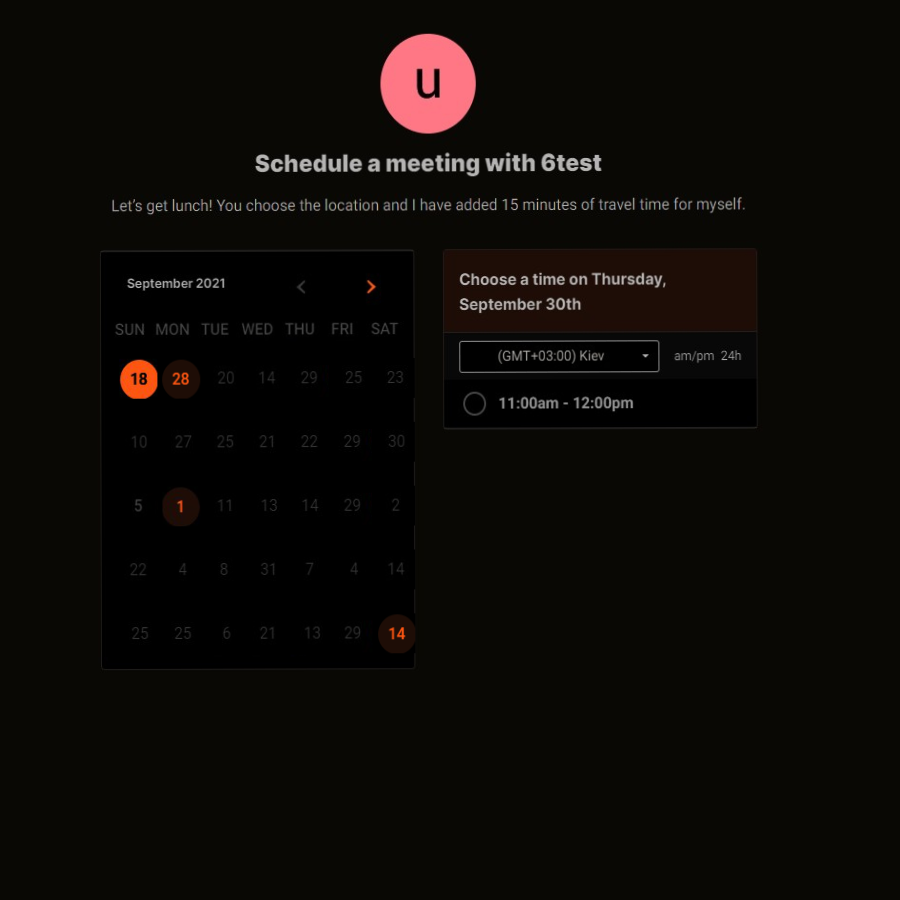 u
Schedule a meeting with 6test
Let's get lunch! You choose the location and I have added 15 minutes of travel time for myself.
September 2021
SUN MON TUE WED THU FRI SAT
18 28 20 14 29 25 23
10 27 25 21 22 29 30
5 1 11 13 14 29 2
22 4 8 31 7 4 14
25 25 6 21 13 29 14
Choose a time on Thursday,
September 30th
(GMT+03:00) Kiev am/pm 24h
11:00am - 12:00pm